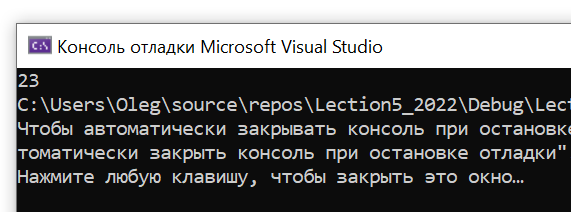 Консоль отладки Microsoft Visual Studio
23
C:\Users\Oleg\source\repos\Lection5_2022\Debug\Lect
Чтобы автоматически закрывать консоль при остановке
томатически закрыть консоль при остановке отладки"
Нажмите любую клавишу, чтобы закрыть это окно…